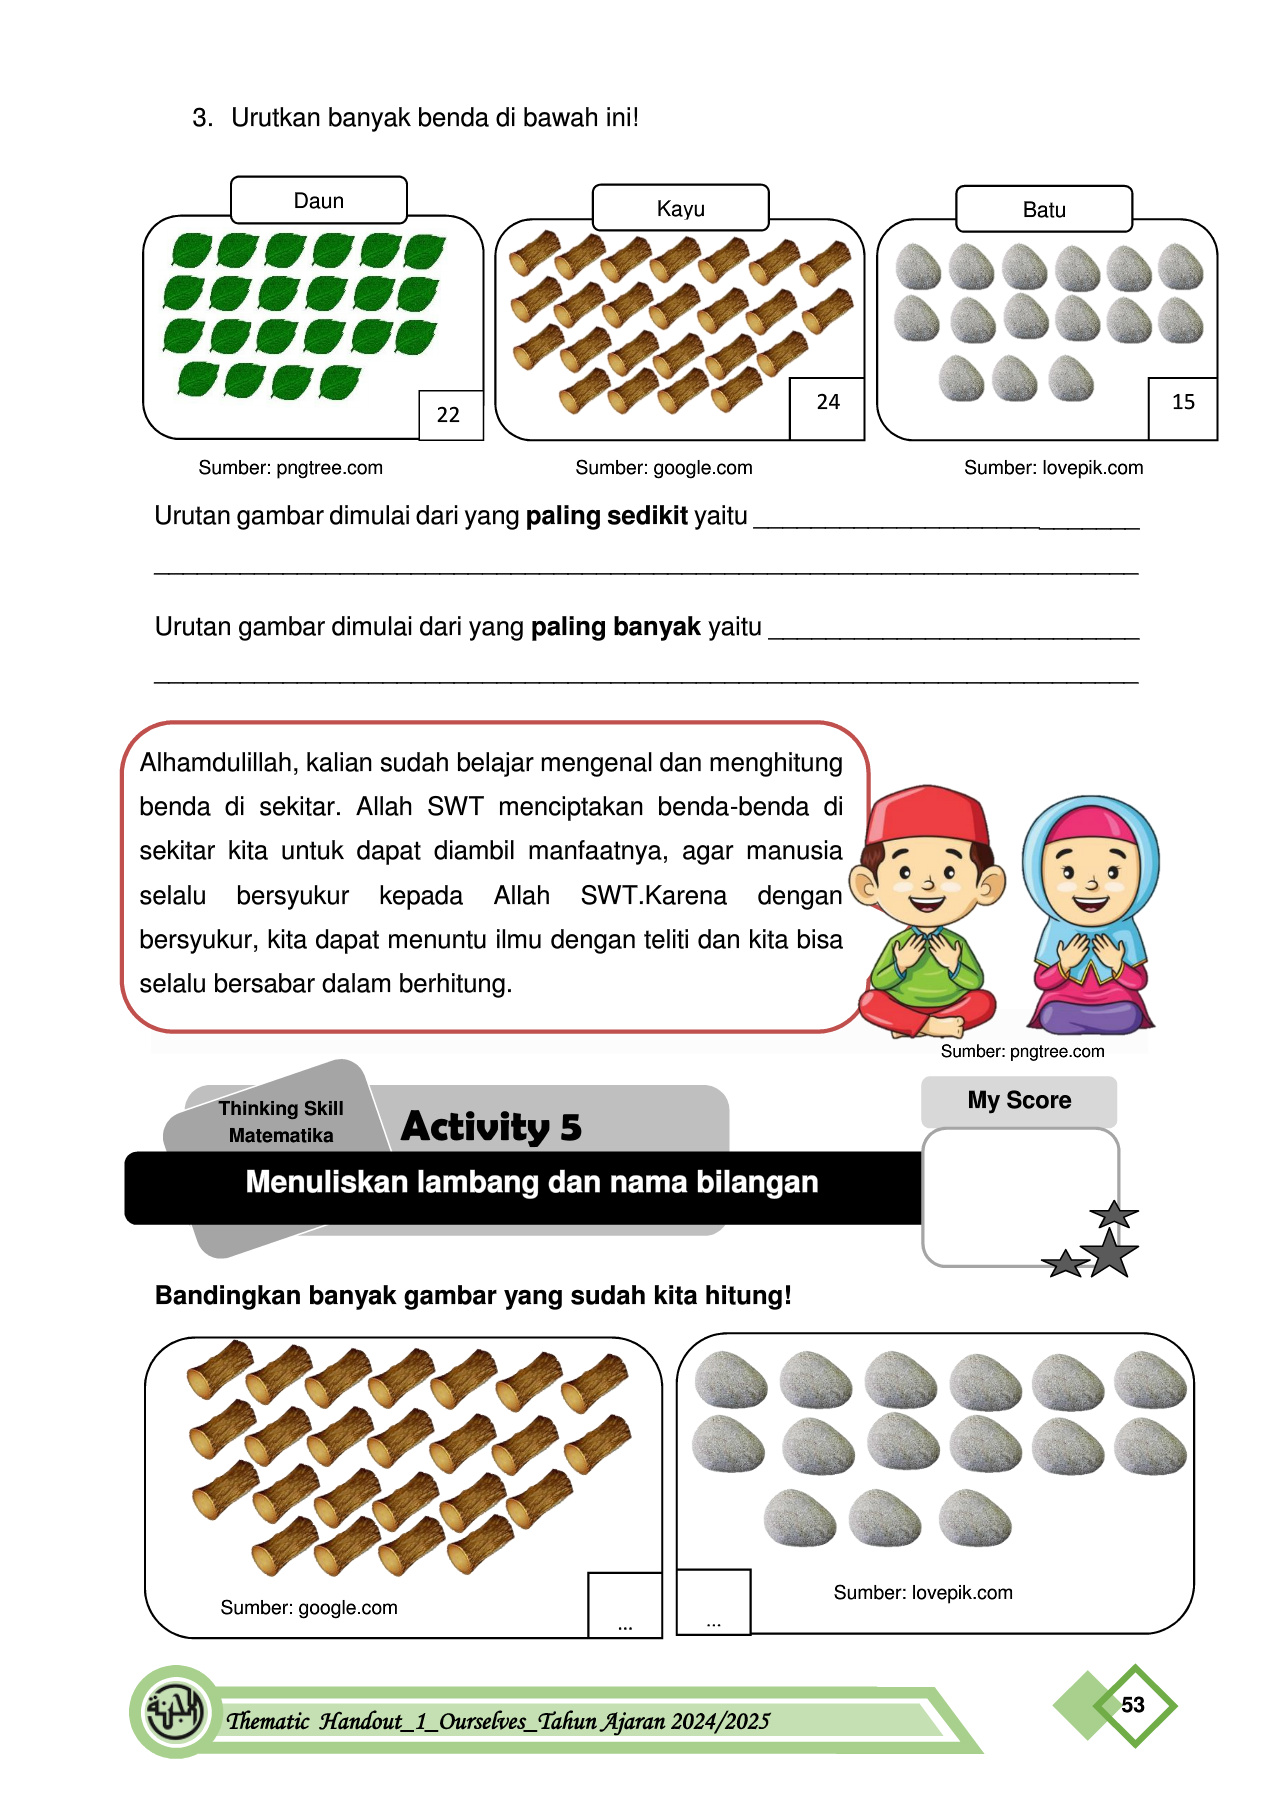 3. Urutkan banyak benda di bawah ini!
Daun
Kayu
Batu
22
24
15
Sumber: pngtree.com
Sumber: google.com
Sumber: lovepik.com
Urutan gambar dimulai dari yang paling sedikit yaitu ____________________________
______________________________________________________________________
Urutan gambar dimulai dari yang paling banyak yaitu __________________________
______________________________________________________________________
Alhamdulillah, kalian sudah belajar mengenal dan menghitung
benda di sekitar. Allah SWT menciptakan benda-benda di
sekitar kita untuk dapat diambil manfaatnya, agar manusia
selalu bersyukur kepada Allah SWT.Karena dengan
bersyukur, kita dapat menuntu ilmu dengan teliti dan kita bisa
selalu bersabar dalam berhitung.
Sumber: pngtree.com
Thinking Skill
Matematika
Activity 5
My Score
Menuliskan lambang dan nama bilangan
Bandingkan banyak gambar yang sudah kita hitung!
Sumber: google.com
...
...
Sumber: lovepik.com
Thematic Handout_1_Ourselves_Tahun Ajaran 2024/2025
53